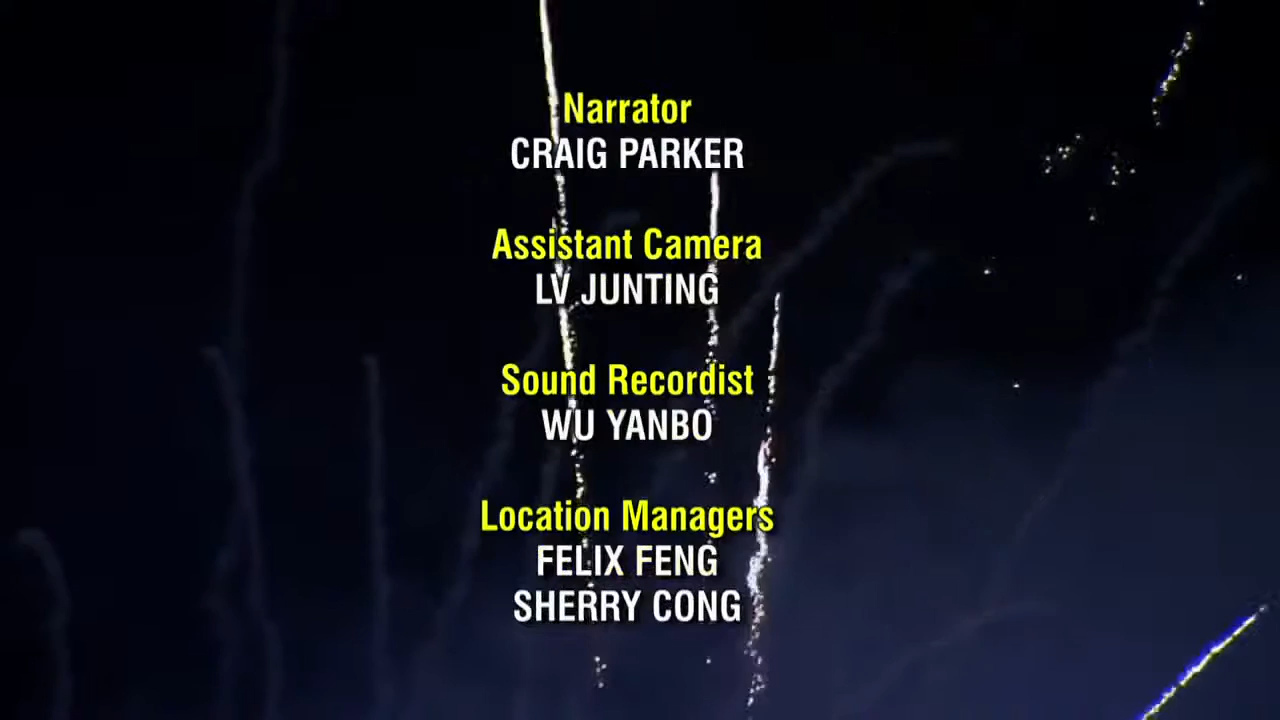 Narrator
CRAIG PARKER
Assistant Camera
LV JUNTING
Sound Recordist
WU YANBO
Location Managers
FELIX FENG
SHERRY CONG